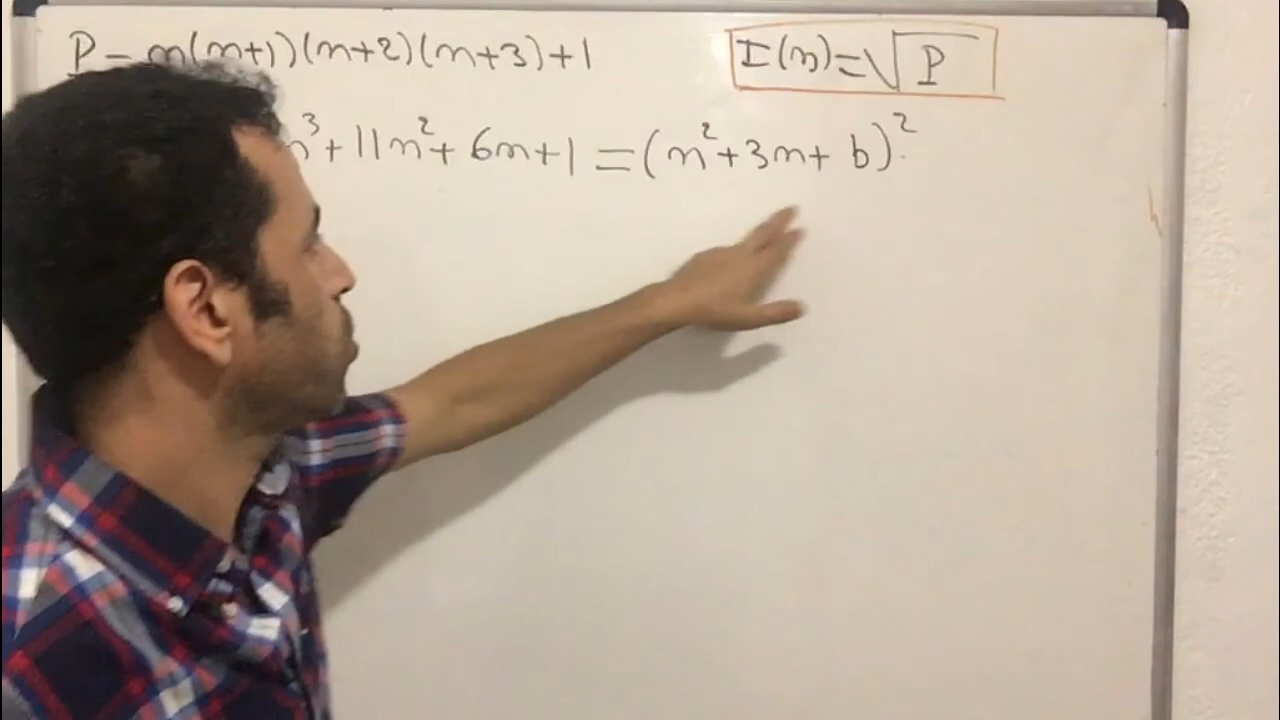 P = n(n+1)(n+2)(n+3)+1
I(n)=√P
n³+11n²+6n+1=(n²+3n+b)²